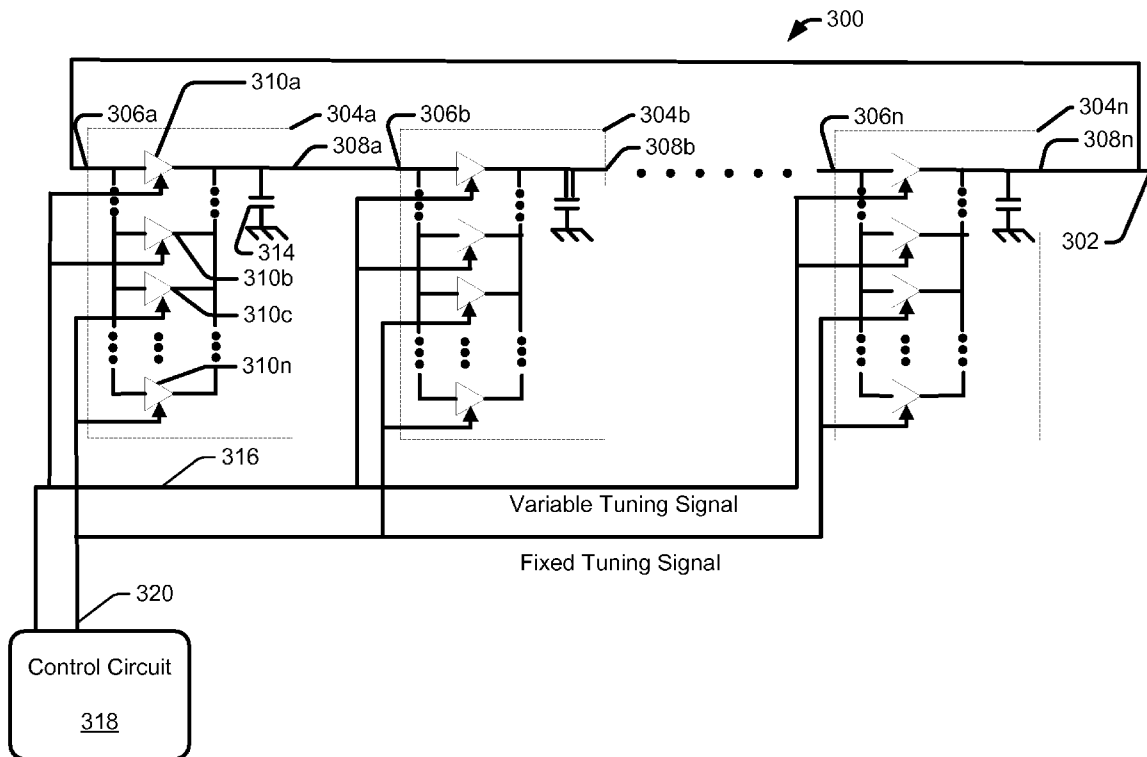 300
310a
306a
304a
306b
304b
306n
304n
308a
308b
308n
314
310b
302
310c
310n
316
Variable Tuning Signal
Fixed Tuning Signal
320
Control Circuit
318